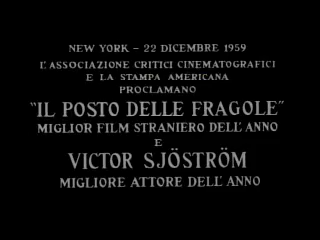 NEW YORK - 22 DICEMBRE 1959
L'ASSOCIAZIONE CRITICI CINEMATOGRAFICI
E LA STAMPA AMERICANA
PROCLAMANO
"IL POSTO DELLE FRAGOLE"
MIGLIOR FILM STRANIERO DELL'ANNO
E
VICTOR SJÖSTRÖM
MIGLIORE ATTORE DELL'ANNO